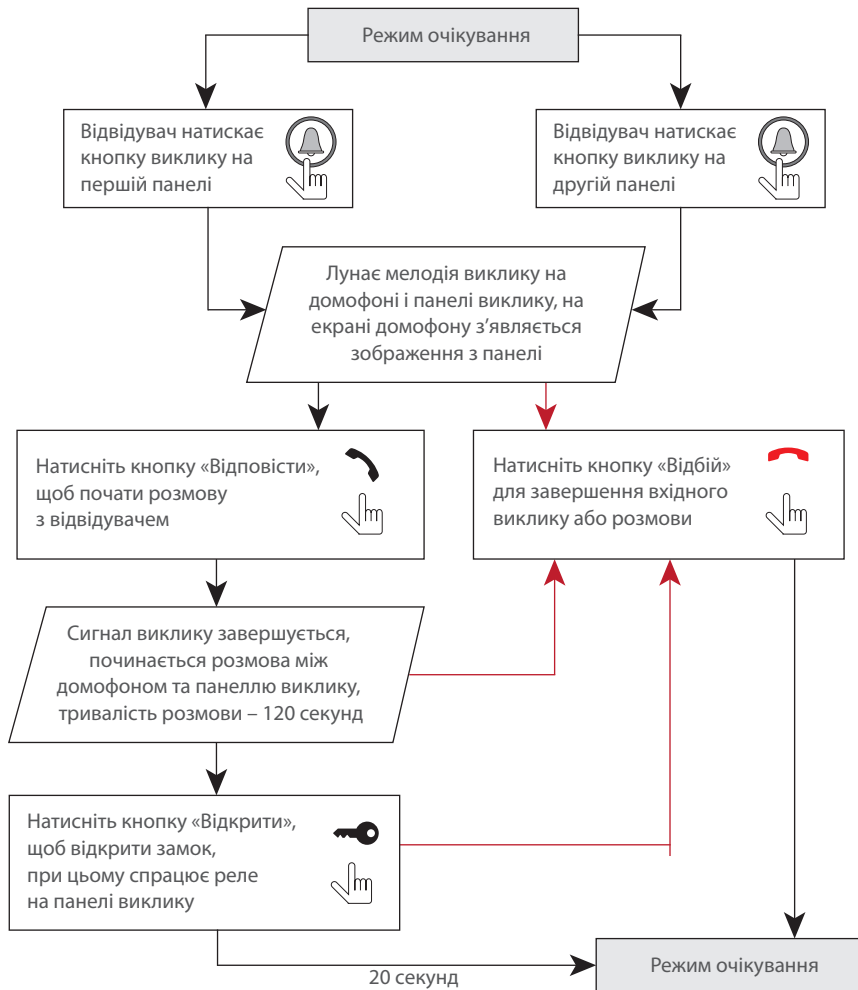 Режим очікування
Відвідувач натискає
кнопку виклику на
першій панелі
Відвідувач натискає
кнопку виклику на
другій панелі
Лунає мелодія виклику на
домофоні і панелі виклику, на
екрані домофону з’являється
зображення з панелі
Натисніть кнопку «Відповісти»,
щоб почати розмову
з відвідувачем
Натисніть кнопку «Відбій»
для завершення вхідного
виклику або розмови
Сигнал виклику завершується,
починається розмова між
домофоном та панеллю виклику,
тривалість розмови – 120 секунд
Натисніть кнопку «Відкрити»,
щоб відкрити замок,
при цьому спрацює реле
на панелі виклику
20 секунд
Режим очікування